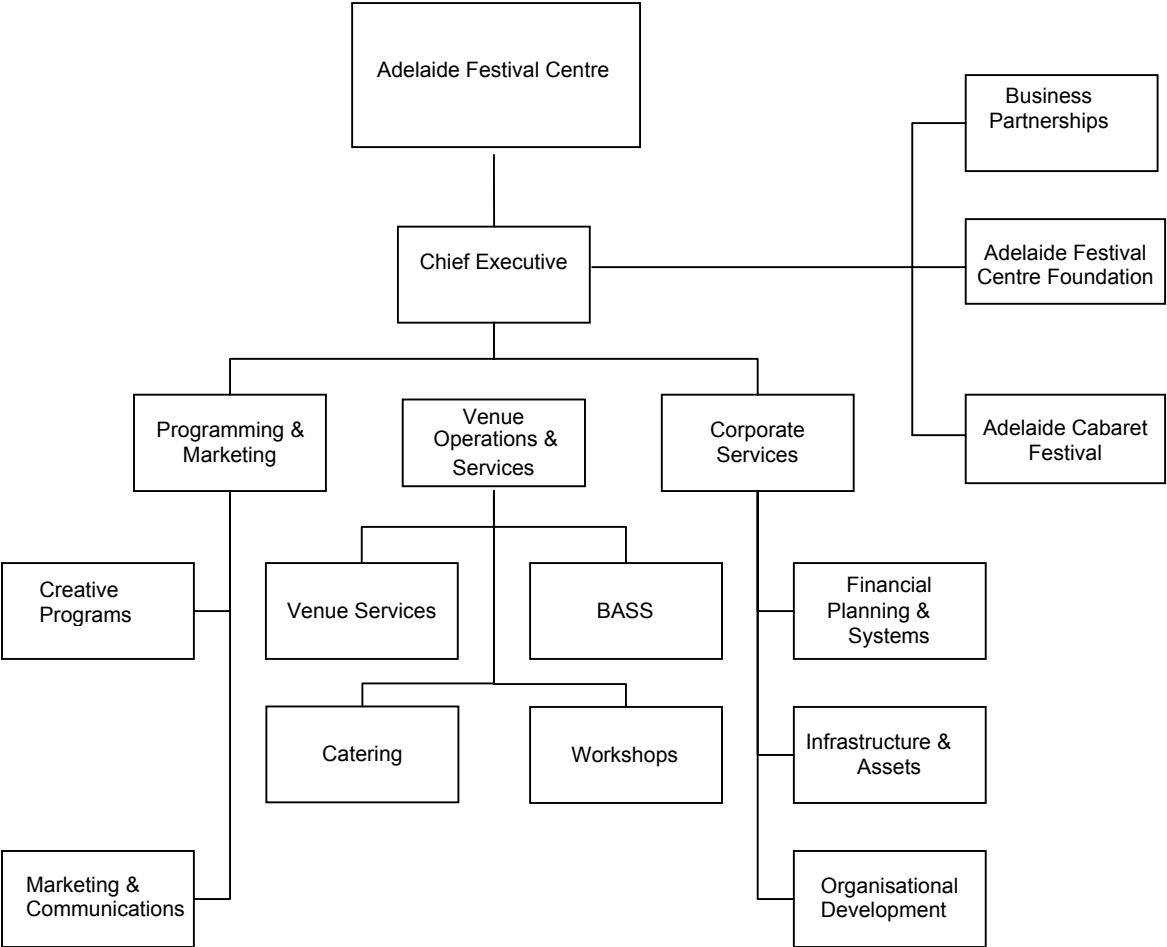 Adelaide Festival Centre
Business
Partnerships
Chief Executive
Adelaide Festival
Centre Foundation
Programming &
Marketing
Venue
Operations &
Services
Corporate
Services
Adelaide Cabaret
Festival
Creative
Programs
Venue Services
BASS
Financial
Planning &
Systems
Catering
Workshops
Infrastructure &
Assets
Marketing &
Communications
Organisational
Development